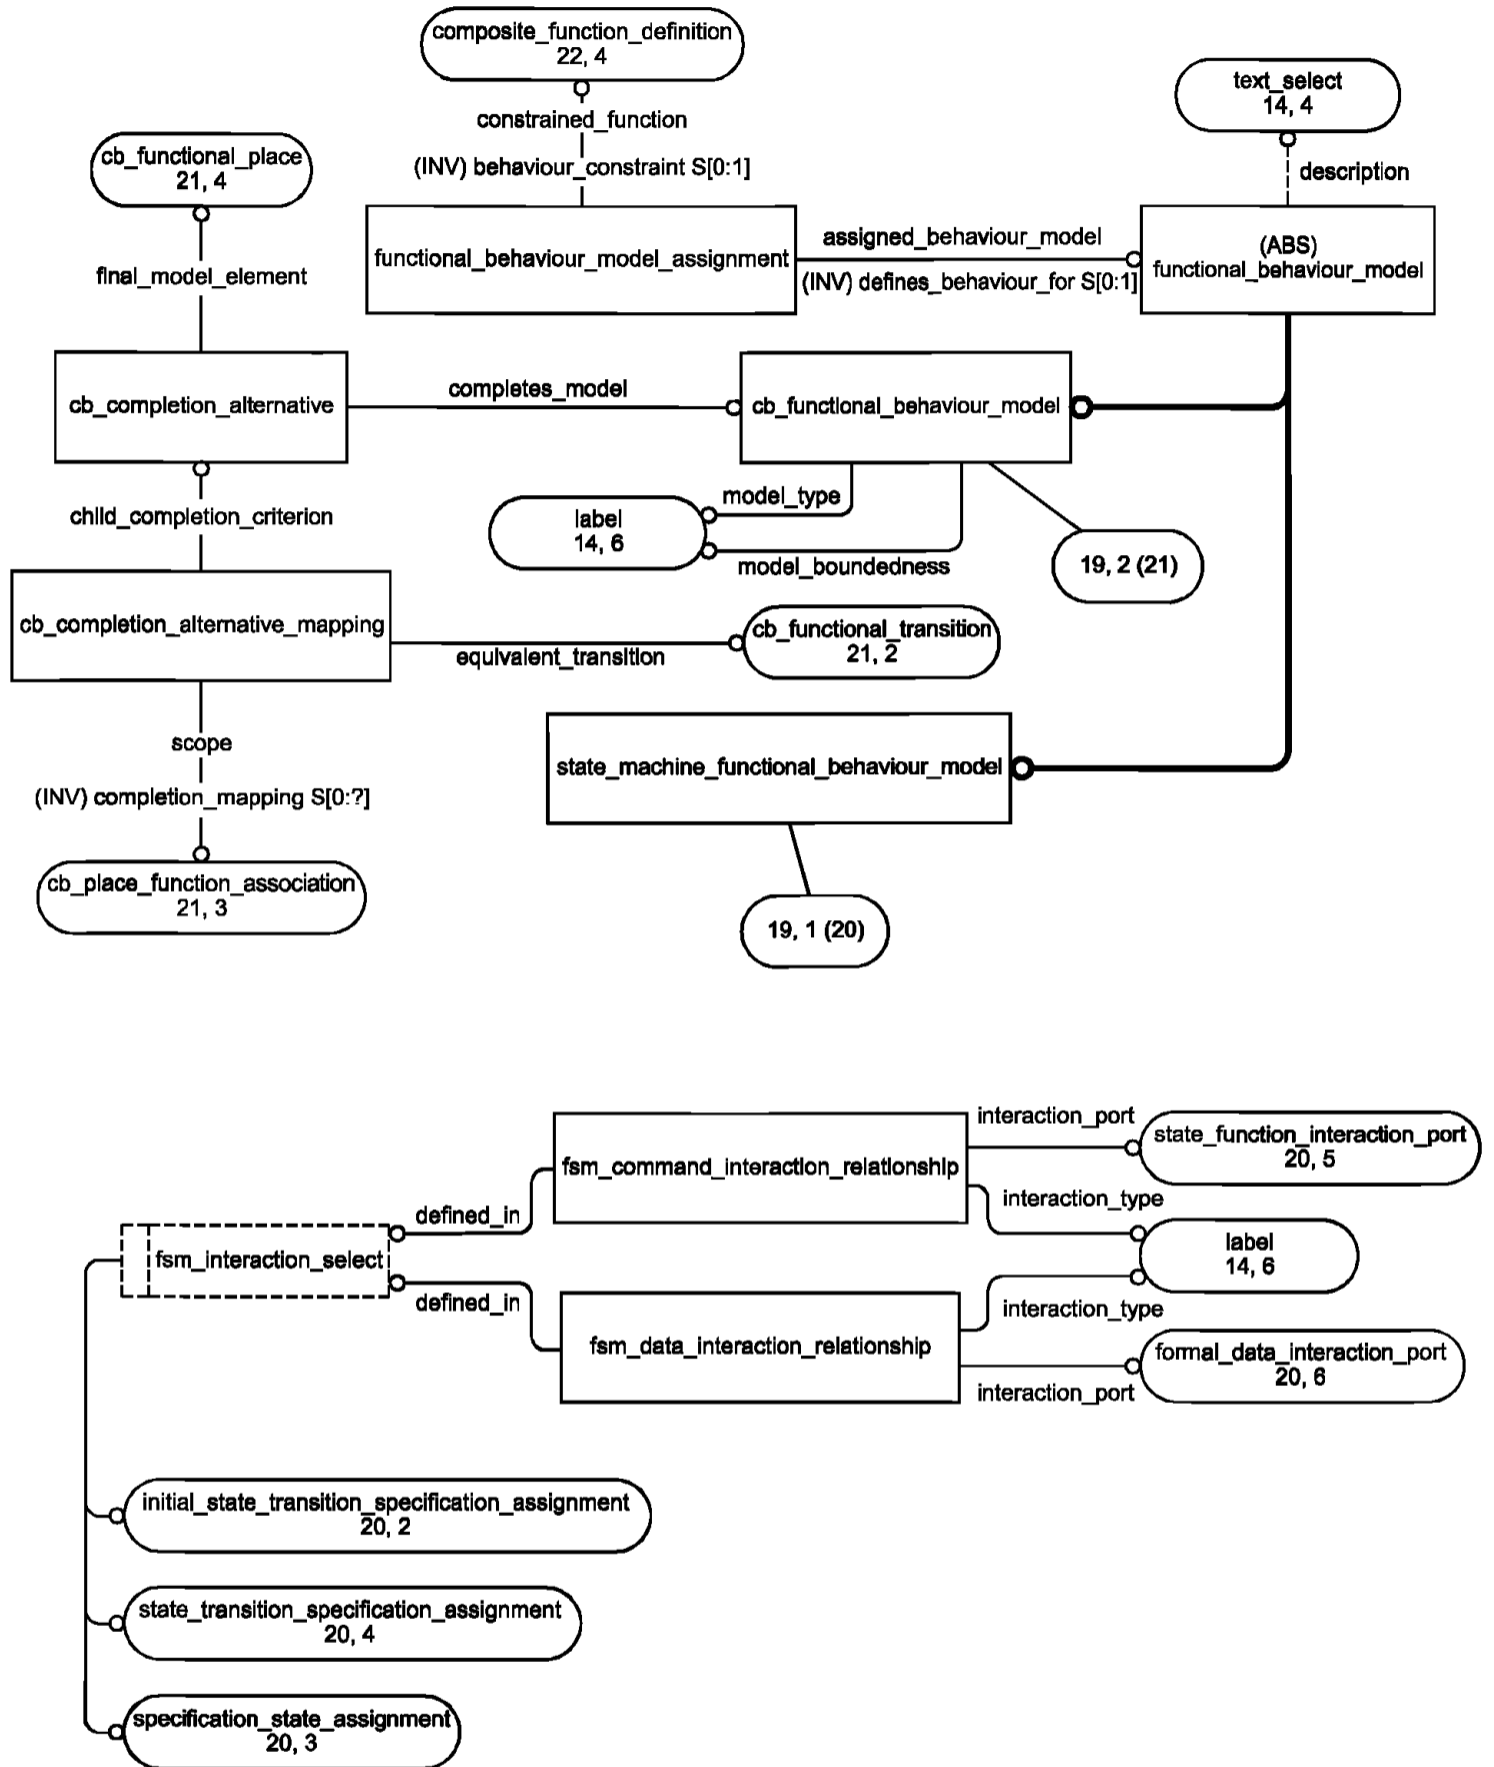 composite_function_definition
22, 4
text_select
14, 4
constrained_function
cb_functional_place
21, 4
(INV) behaviour_constraint S[0:1]
description
functional_behaviour_model_assignment
assigned_behaviour_model
(INV) defines_behaviour_for S[0:1]
(ABS)
functional_behaviour_model
final_model_element
cb_completion_alternative
completes_model
cb_functional_behaviour_model
model_type
label
14, 6
model_boundedness
child_completion_criterion
19, 2 (21)
cb_completion_alternative_mapping
equivalent_transition
cb_functional_transition
21, 2
scope
state_machine_functional_behaviour_model
(INV) completion_mapping S[0:?]
cb_place_function_association
21, 3
19, 1 (20)
interaction_port
state_function_interaction_port
20, 5
fsm_command_interaction_relationship
interaction_type
defined_in
fsm_interaction_select
label
14, 6
defined_in
interaction_type
fsm_data_interaction_relationship
formal_data_interaction_port
20, 6
interaction_port
initial_state_transition_specification_assignment
20, 2
state_transition_specification_assignment
20, 4
specification_state_assignment
20, 3